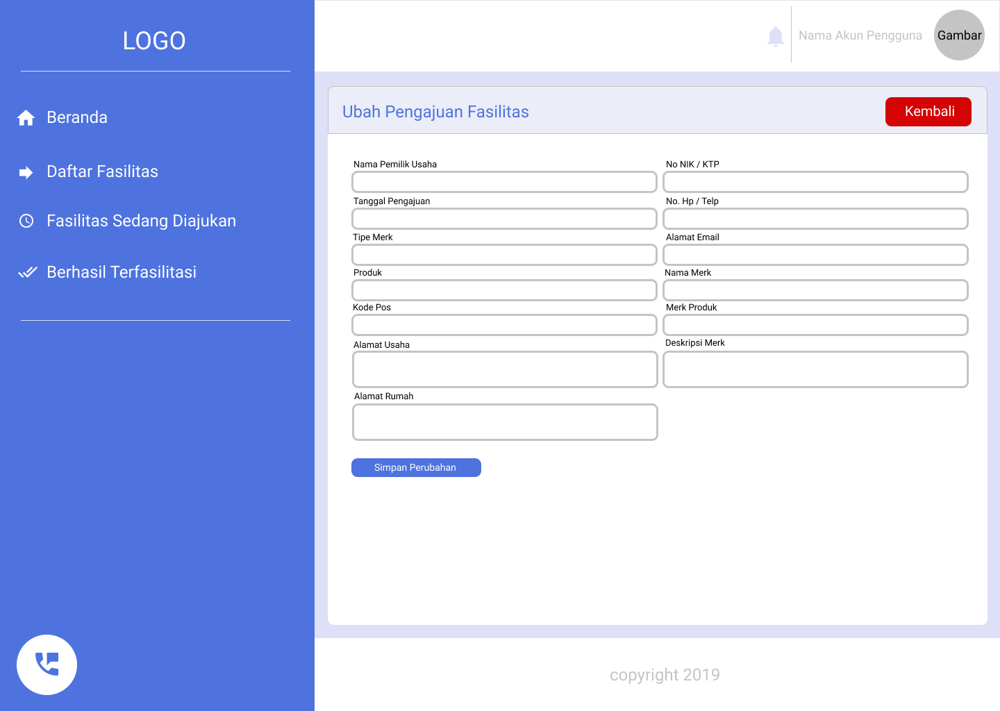 LOGO
Beranda
Daftar Fasilitas
Fasilitas Sedang Diajukan
Berhasil Terfasilitasi
Nama Akun Pengguna
Gambar
Ubah Pengajuan Fasilitas
Kembali
Nama Pemilik Usaha
No NIK / KTP
Tanggal Pengajuan
No. Hp / Telp
Tipe Merk
Alamat Email
Produk
Nama Merk
Kode Pos
Merk Produk
Alamat Usaha
Deskripsi Merk
Alamat Rumah
Simpan Perubahan
copyright 2019